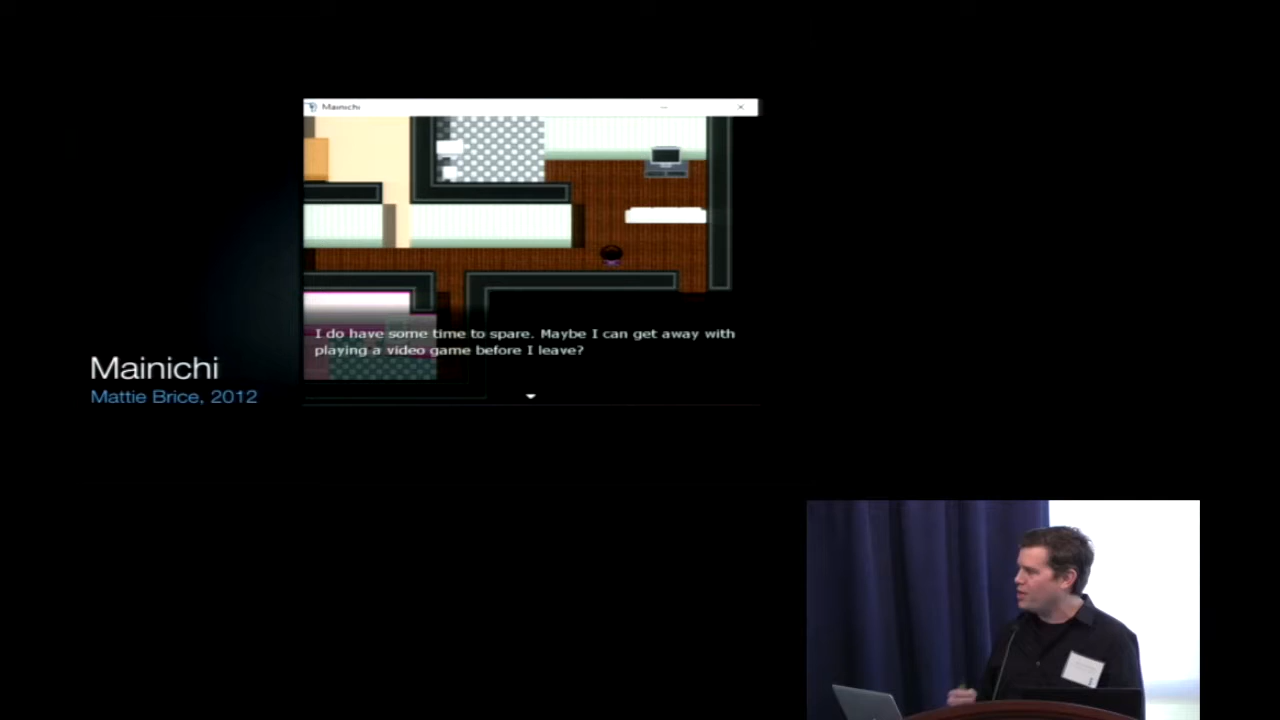 Mainichi
I do have some time to spare. Maybe I can get away with
playing a video game before I leave?
Mainichi
Mattie Brice, 2012